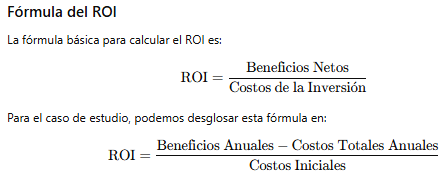 Fórmula del ROI
La fórmula básica para calcular el ROI es:
ROI = Beneficios Netos / Costos de la Inversión
Para el caso de estudio, podemos desglosar esta fórmula en:
ROI = Beneficios Anuales − Costos Totales Anuales / Costos Iniciales